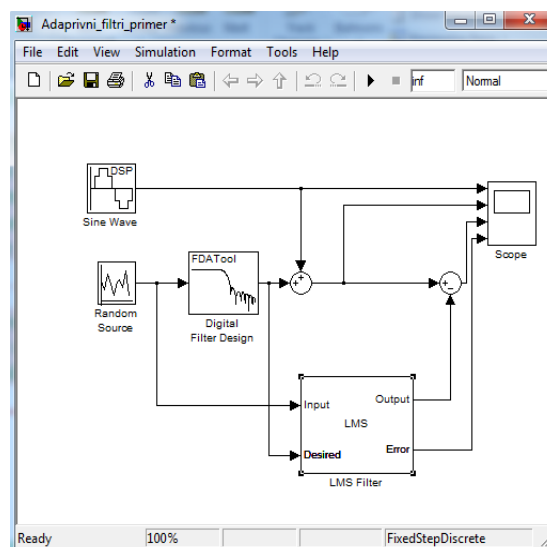 Adaprivni_filtri_primer *
File Edit View Simulation Format Tools Help
inf Normal
DSP
Sine Wave
Scope
FDATool
Random
Source
Digital
Filter Design
+
+
+
−
Input
Output
LMS
Desired
Error
LMS Filter
Ready 100% FixedStepDiscrete